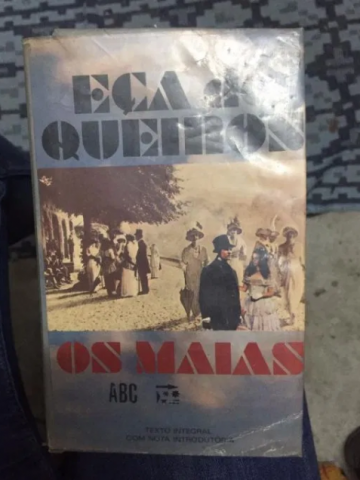 EÇA DE
QUEIROS
OS MAIAS
ABC
TEXTO INTEGRAL
COM NOTA INTRODUTÓRIA